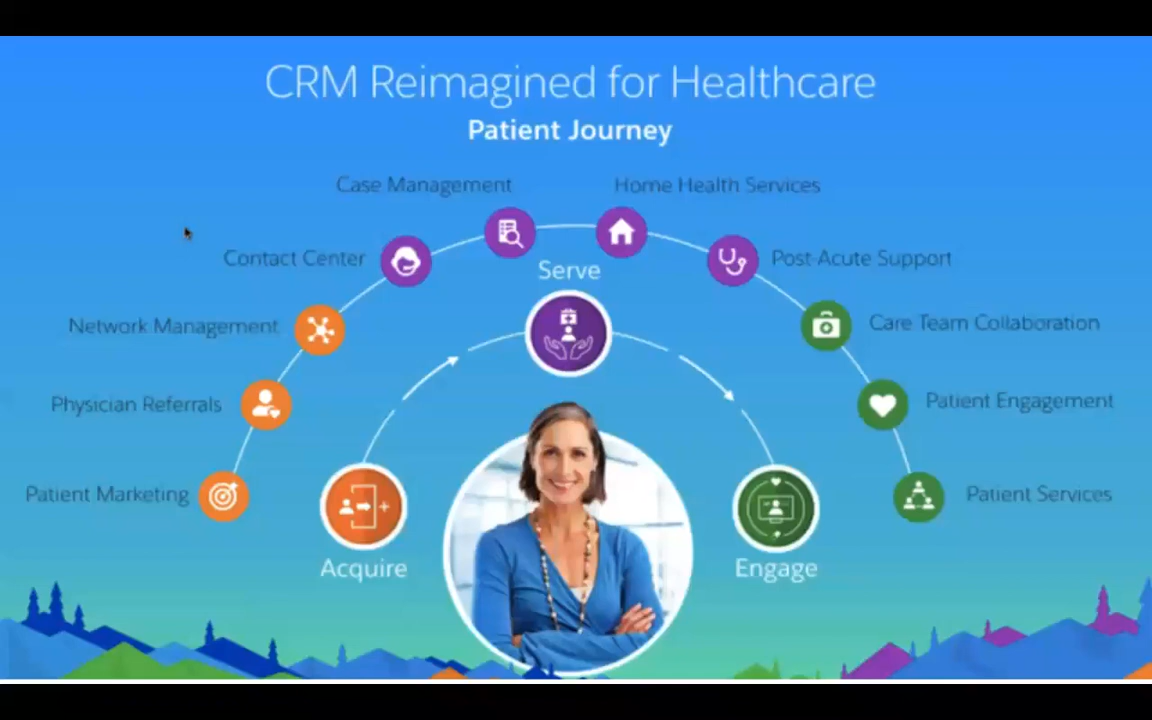 CRM Reimagined for Healthcare
Patient Journey
Case Management
Home Health Services
Contact Center
Serve
Post-Acute Support
Network Management
Care Team Collaboration
Physician Referrals
Patient Engagement
Patient Marketing
Patient Services
Acquire
Engage